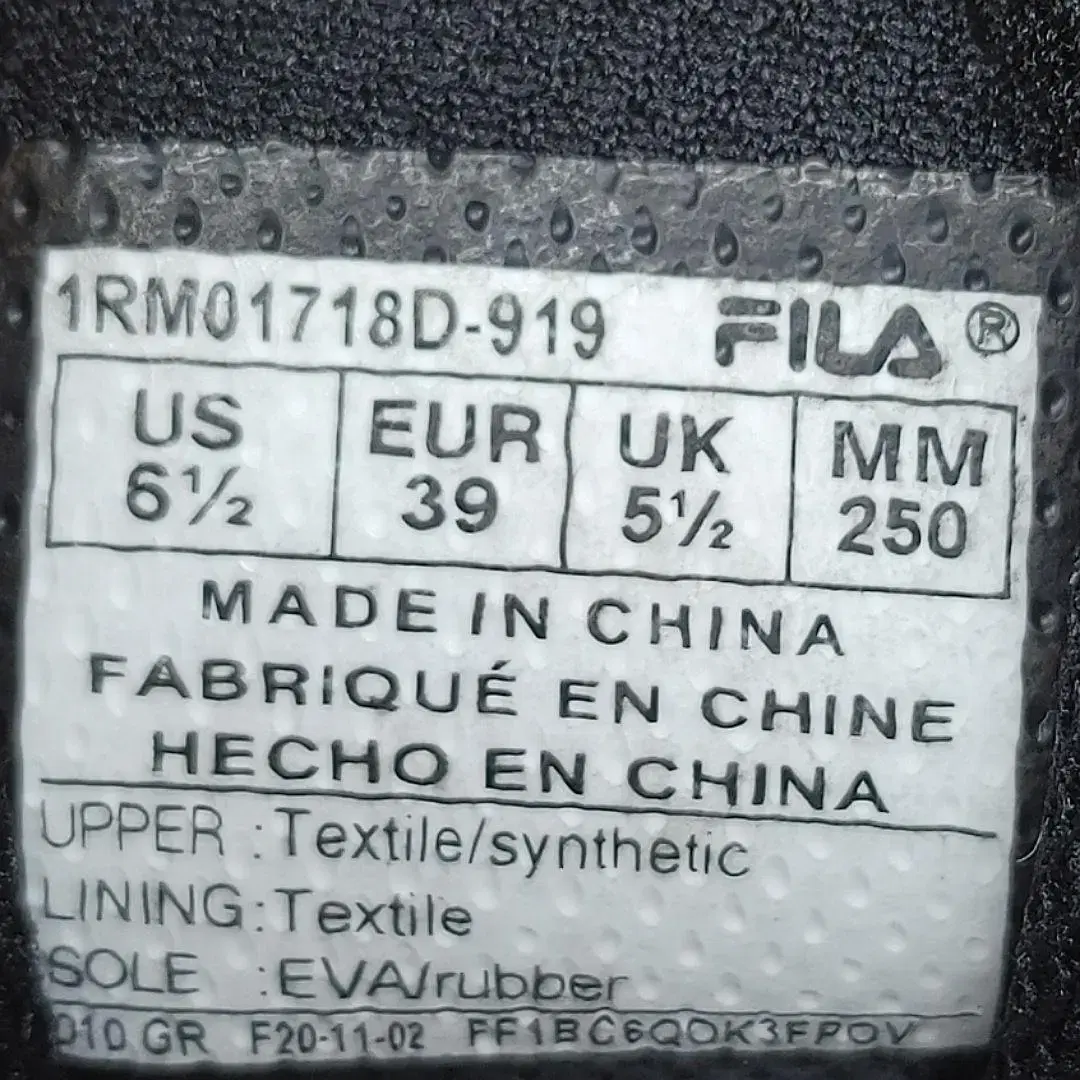 1RM01718D-919 FILA®
US EUR UK MM
6½ 39 5½ 250
MADE IN CHINA
FABRIQUÉ EN CHINE
HECHO EN CHINA
UPPER :Textile/synthetic
LINING:Textile
SOLE :EVA/rubber
010 GR F20-11-02 FF1BC6QOK3FPOV